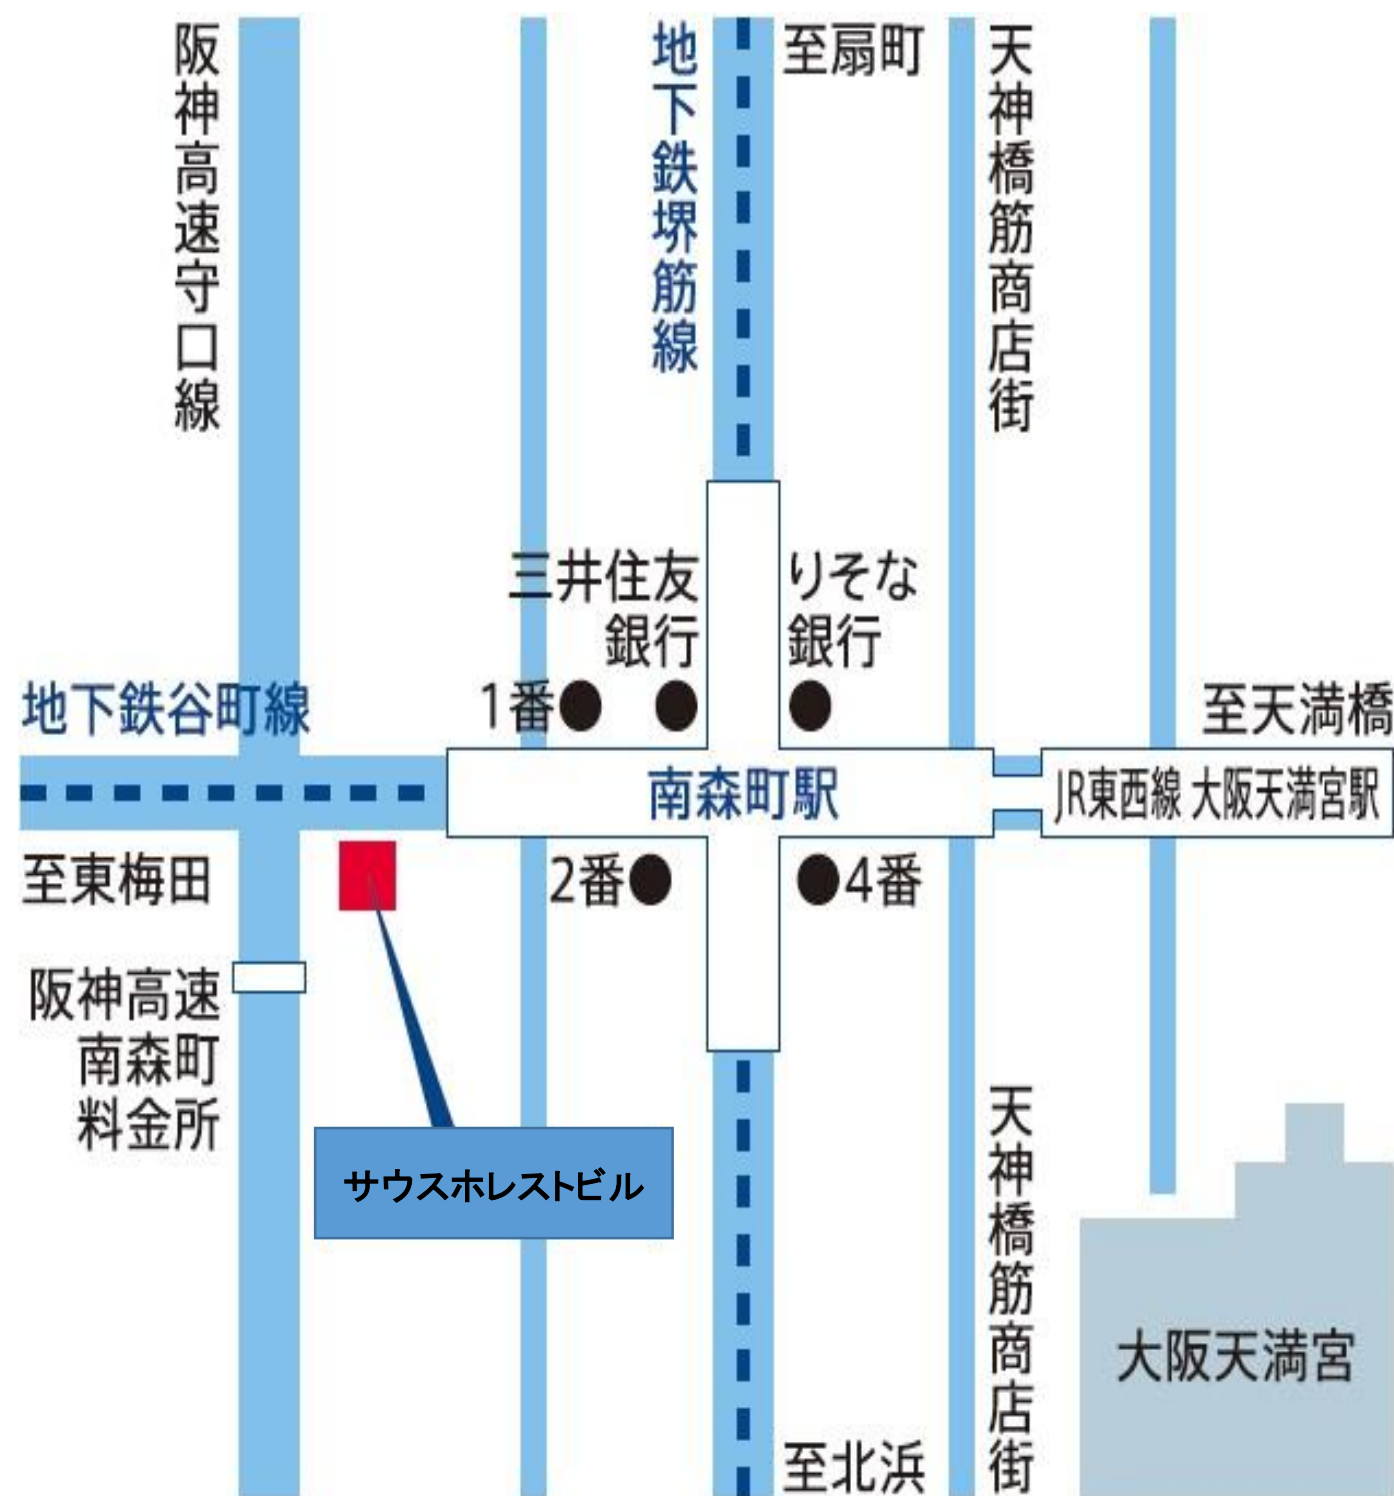 阪神高速守口線
地下鉄堺筋線
至扇町
天神橋筋商店街
三井住友
銀行
りそな
銀行
地下鉄谷町線
1番
至天満橋
南森町駅
JR東西線 大阪天満宮駅
至東梅田
2番
4番
阪神高速
南森町
料金所
サウスホレストビル
天神橋筋商店街
大阪天満宮
至北浜